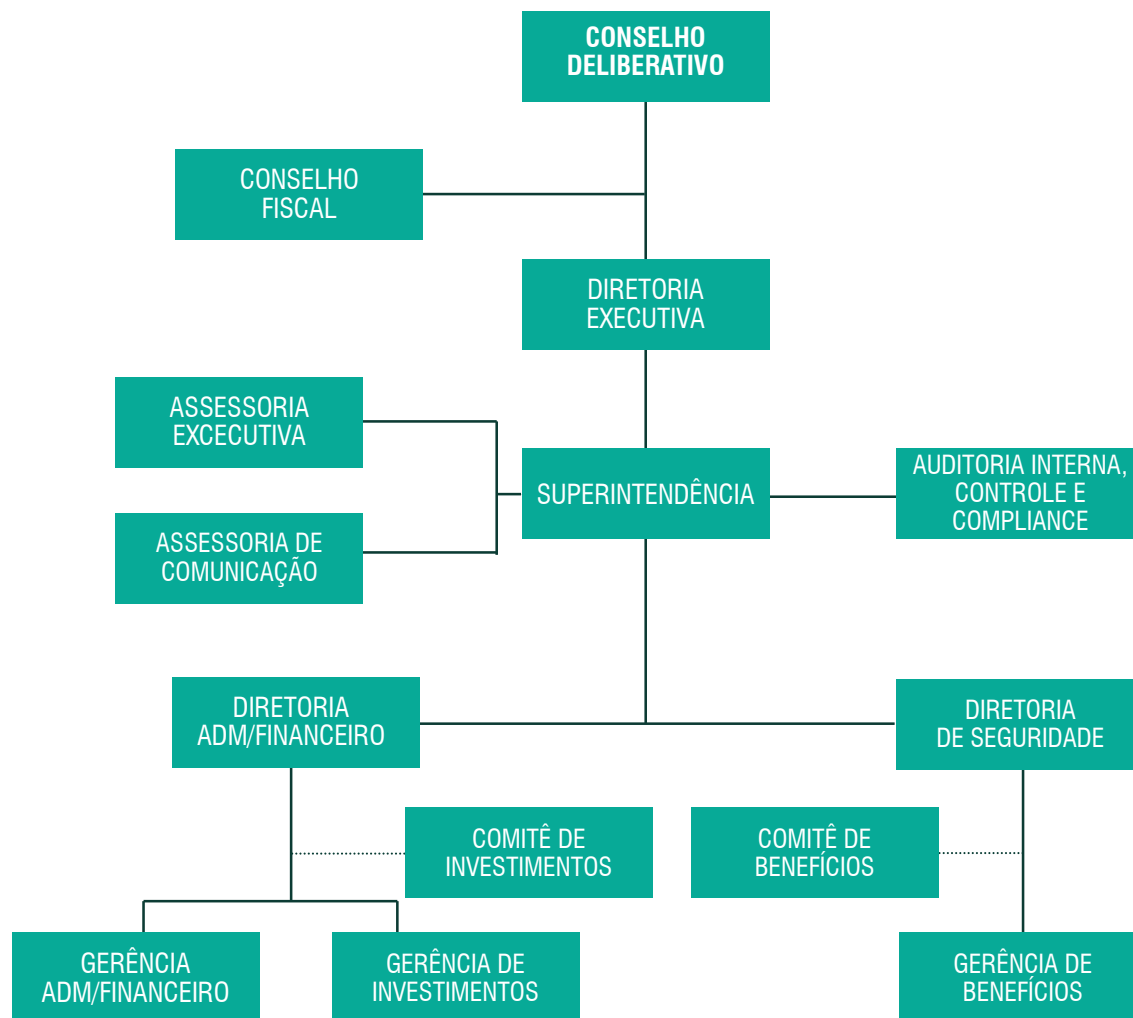 CONSELHO
DELIBERATIVO
CONSELHO
FISCAL
DIRETORIA
EXECUTIVA
ASSESSORIA
EXCECUTIVA
SUPERINTENDÊNCIA
AUDITORIA INTERNA,
CONTROLE E
COMPLIANCE
ASSESSORIA DE
COMUNICAÇÃO
DIRETORIA
ADM/FINANCEIRO
DIRETORIA
DE SEGURIDADE
COMITÊ DE
INVESTIMENTOS
COMITÊ DE
BENEFÍCIOS
GERÊNCIA
ADM/FINANCEIRO
GERÊNCIA DE
INVESTIMENTOS
GERÊNCIA DE
BENEFÍCIOS